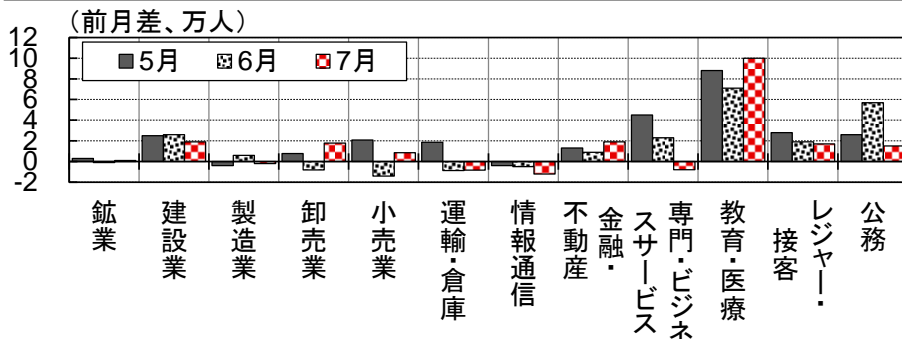 (前月差、万人)
12
10
8
6
4
2
0
-2
5月
6月
7月
鉱業
建設業
製造業
卸売業
小売業
運輸・倉庫
情報通信
金融・
不動産
専門・ビジネ
スサービス
教育・医療
レジャー・
接客
公務